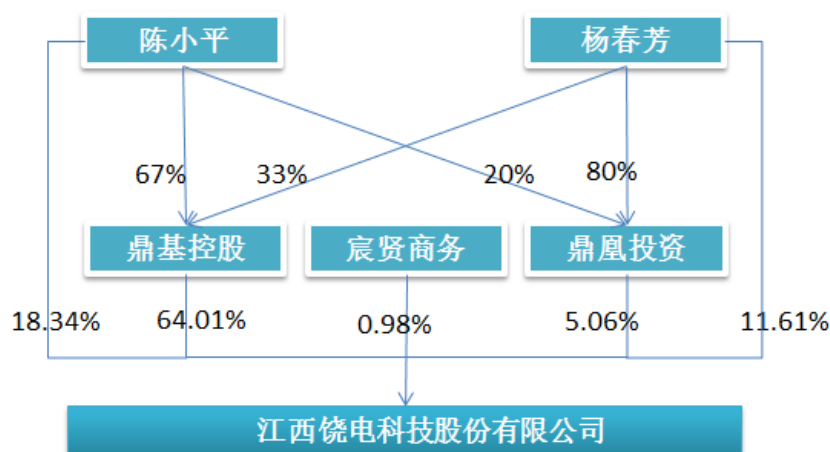 陈小平 杨春芳
67% 33% 20% 80%
鼎基控股 宸贤商务 鼎凰投资
18.34% 64.01% 0.98% 5.06% 11.61%
江西饶电科技股份有限公司